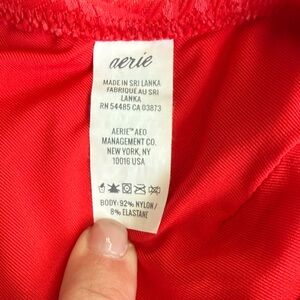 aerie
MADE IN SRI LANKA
FABRIQUE AU SRI
LANKA
RN 54485 CA 03873
AERIE™ AEO
MANAGEMENT CO.
NEW YORK, NY
10016 USA
BODY: 92% NYLON/
8% ELASTANE